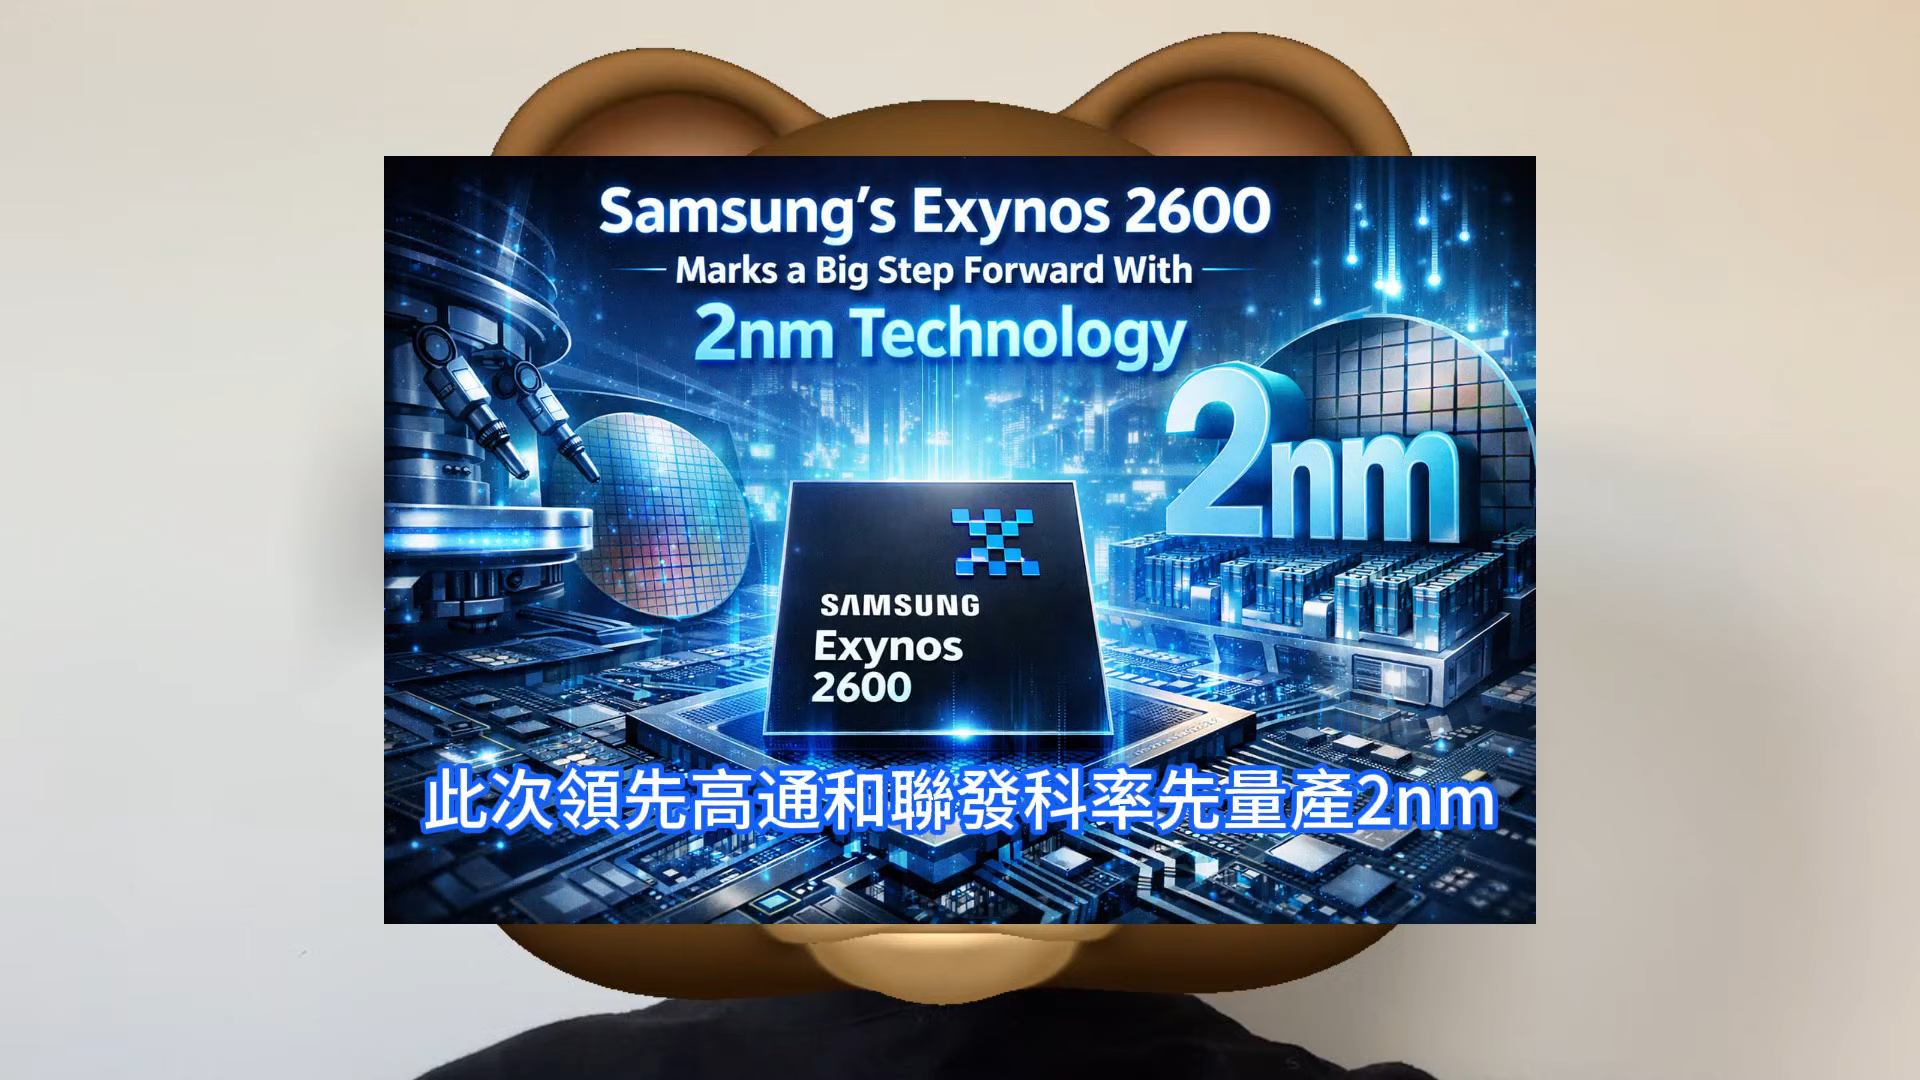 Samsung's Exynos 2600
Marks a Big Step Forward With
2nm Technology
2nm
SAMSUNG
Exynos
2600
此次領先高通和聯發科率先量產2nm